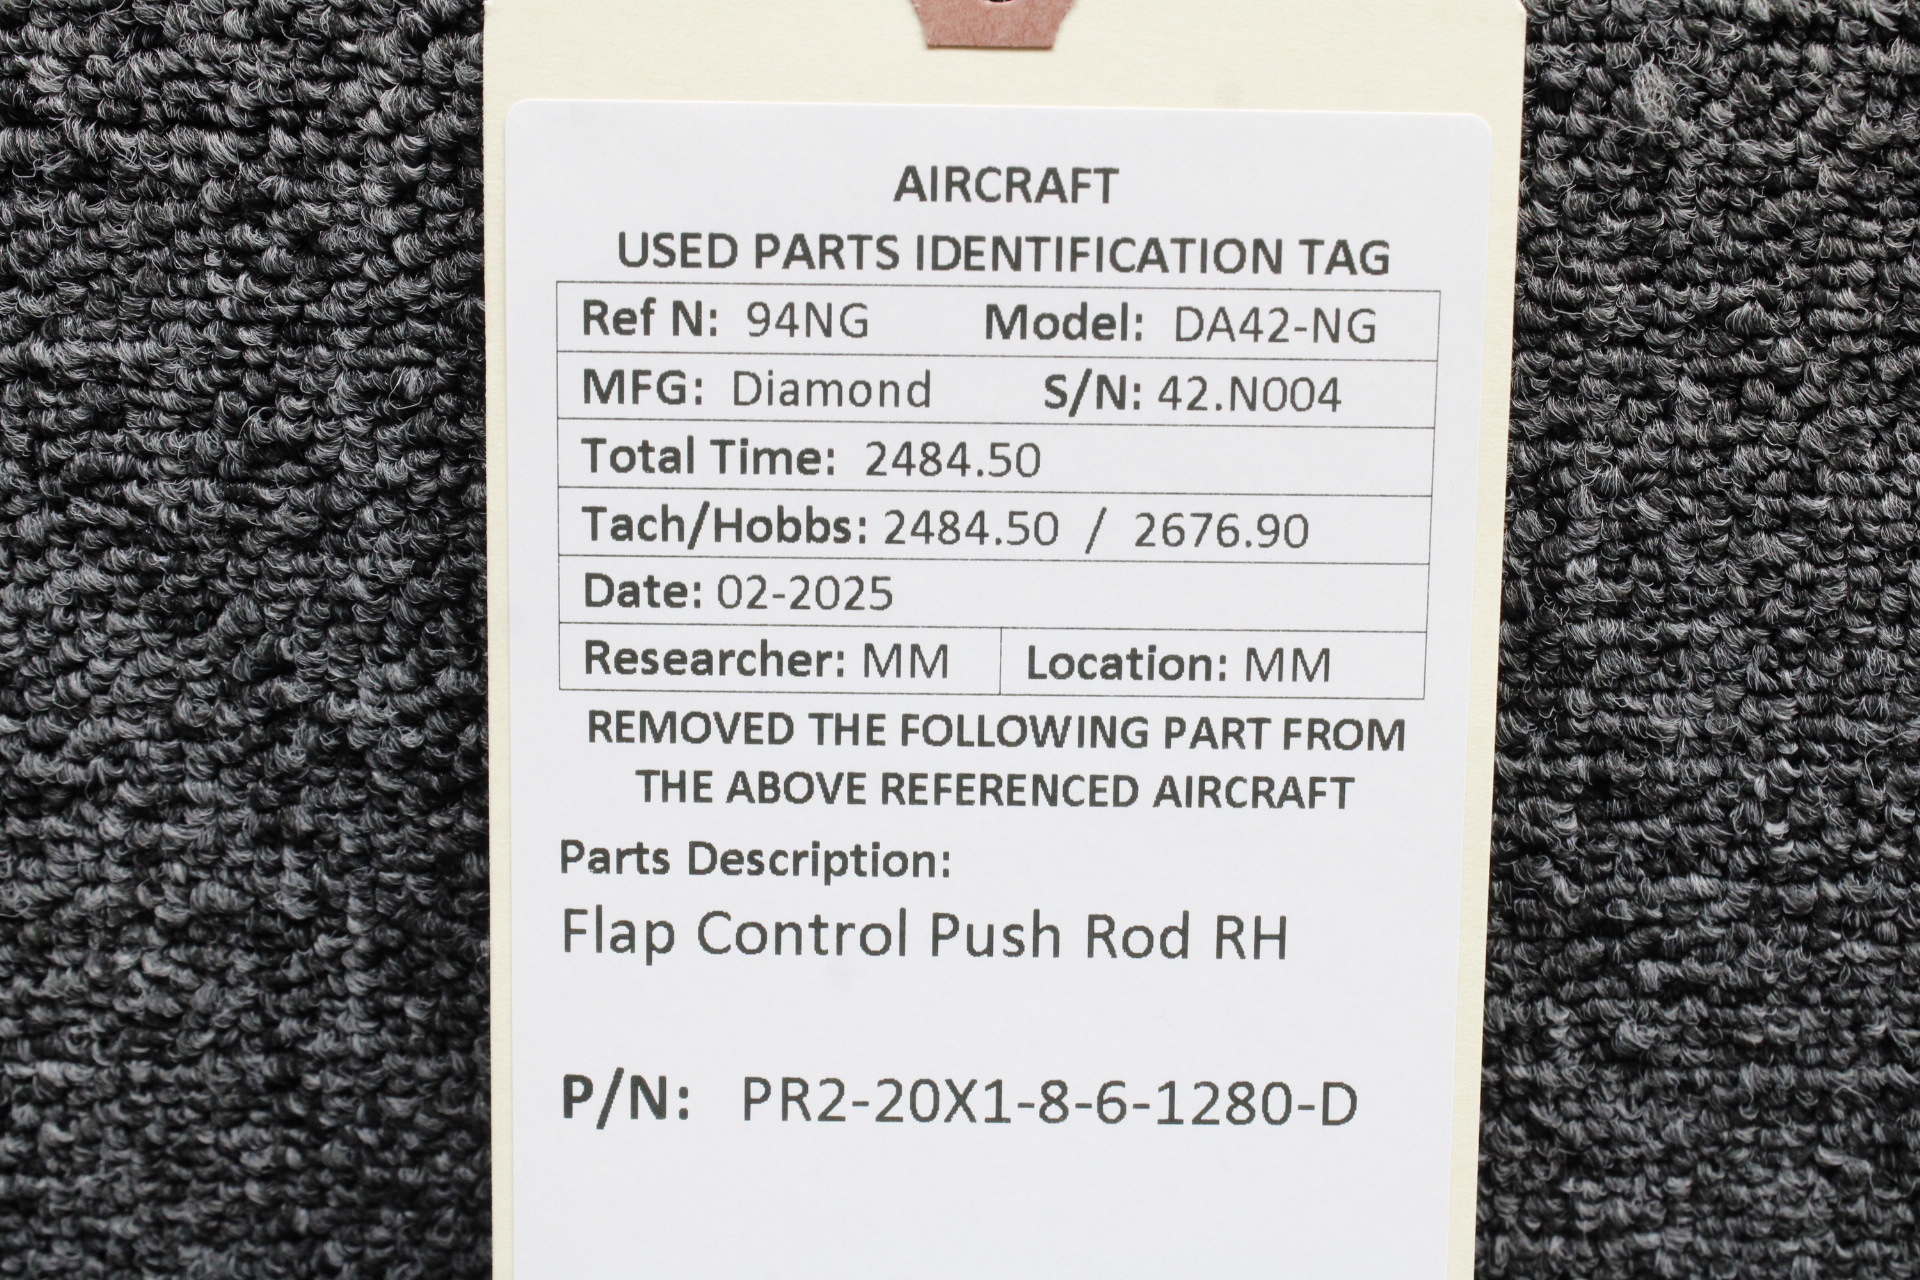 AIRCRAFT
USED PARTS IDENTIFICATION TAG
Ref N: 94NG Model: DA42-NG
MFG: Diamond S/N: 42.N004
Total Time: 2484.50
Tach/Hobbs: 2484.50 / 2676.90
Date: 02-2025
Researcher: MM Location: MM
REMOVED THE FOLLOWING PART FROM
THE ABOVE REFERENCED AIRCRAFT
Parts Description:
Flap Control Push Rod RH
P/N: PR2-20X1-8-6-1280-D